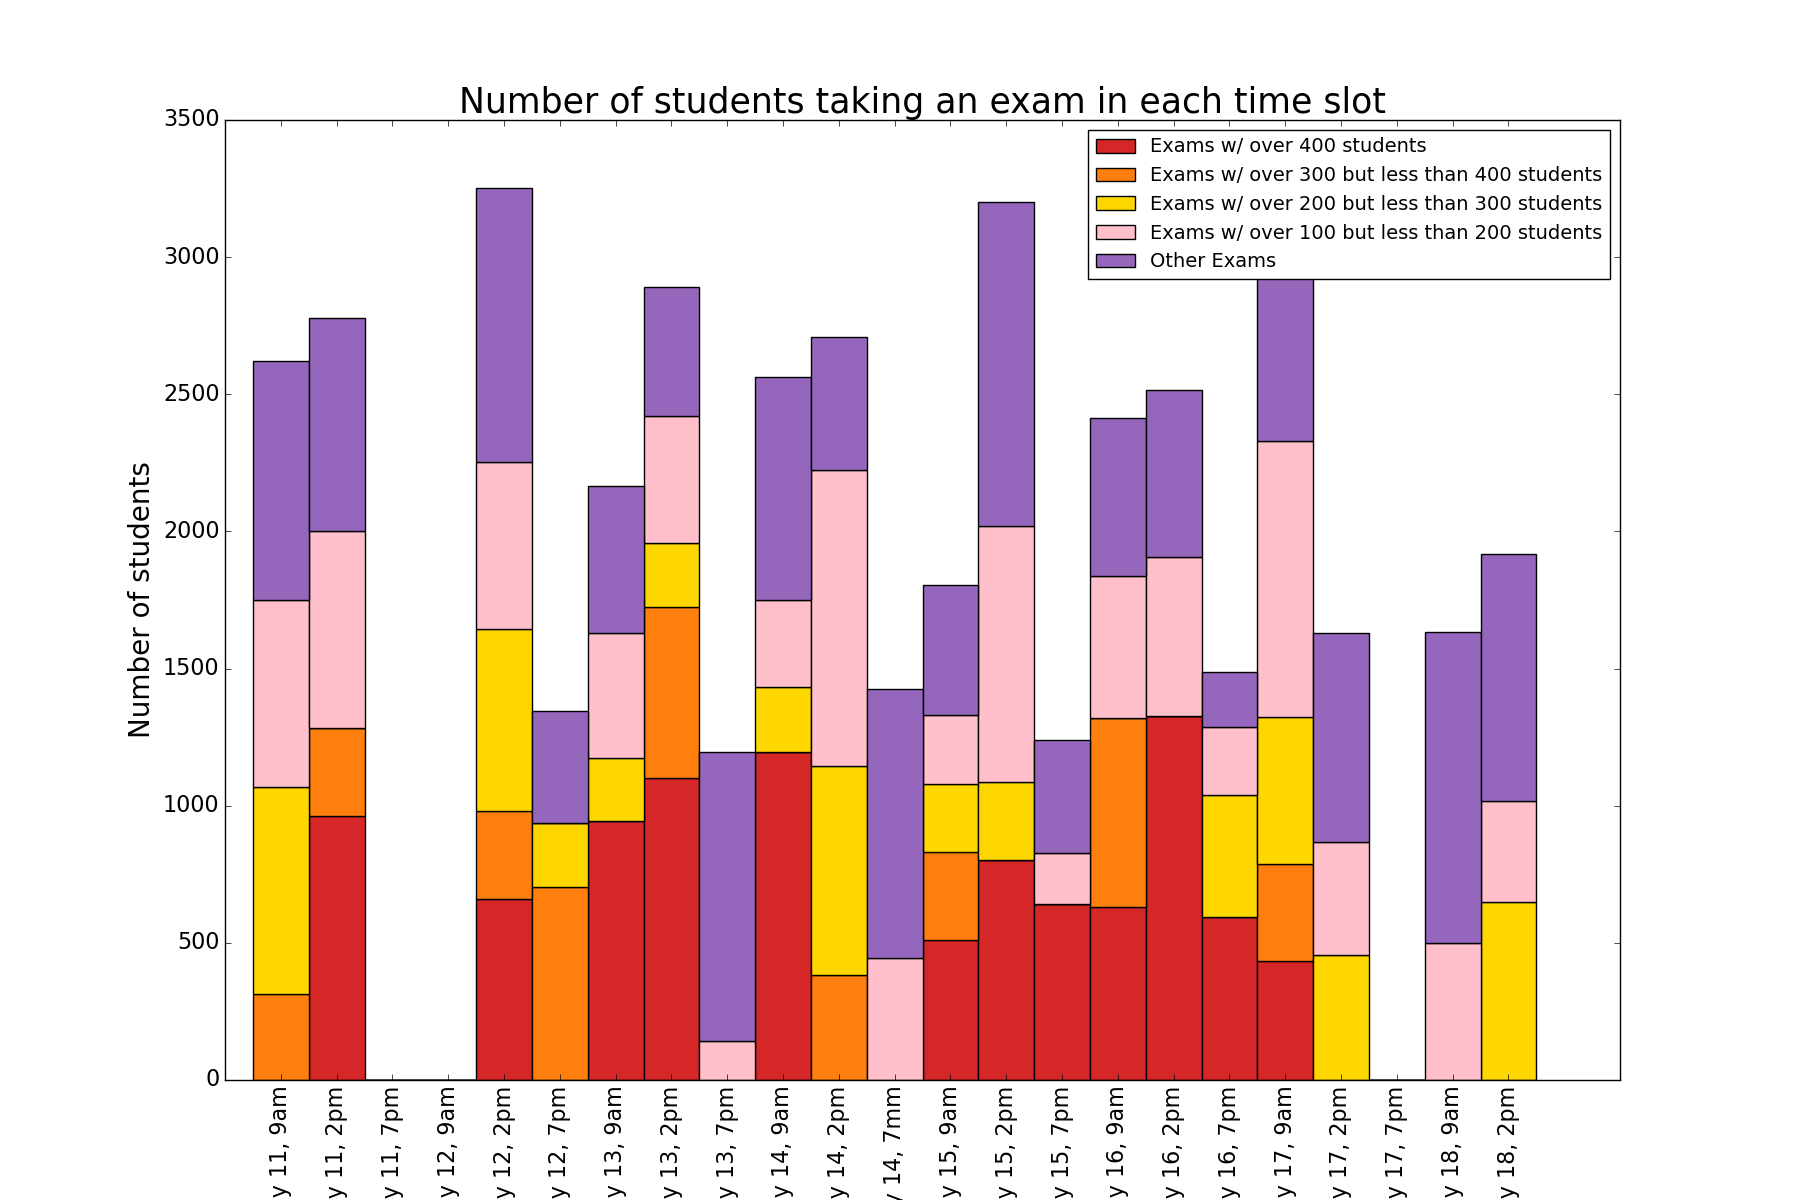 Number of students taking an exam in each time slot
3500
3000
2500
2000
1500
1000
500
0
Number of students
Exams w/ over 400 students
Exams w/ over 300 but less than 400 students
Exams w/ over 200 but less than 300 students
Exams w/ over 100 but less than 200 students
Other Exams
y 11, 9am
y 11, 2pm
y 11, 7pm
y 12, 9am
y 12, 2pm
y 12, 7pm
y 13, 9am
y 13, 2pm
y 13, 7pm
y 14, 9am
y 14, 2pm
y 14, 7mm
y 15, 9am
y 15, 2pm
y 15, 7pm
y 16, 9am
y 16, 2pm
y 16, 7pm
y 17, 9am
y 17, 2pm
y 17, 7pm
y 18, 9am
y 18, 2pm